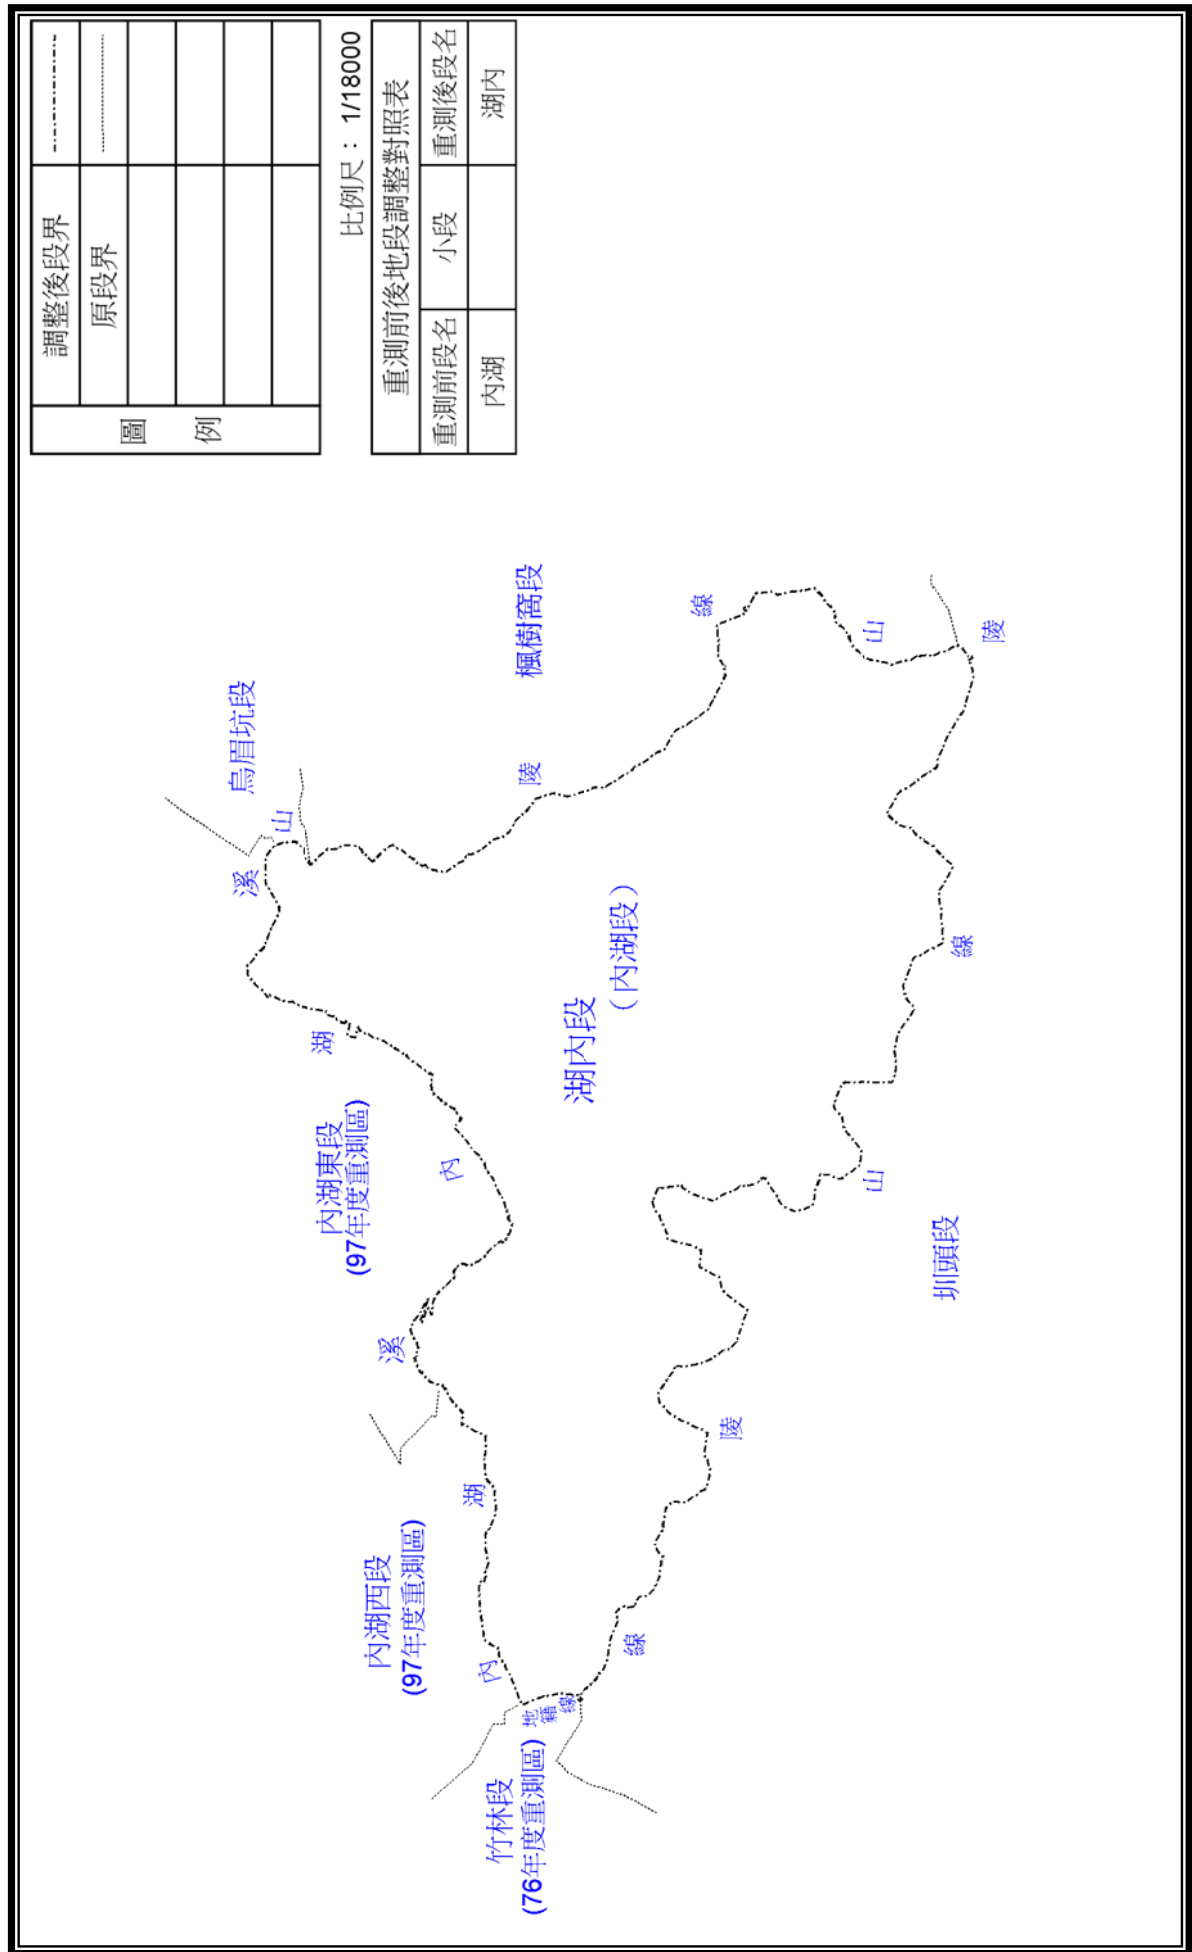 圖例
調整後段界
原段界
比例尺：1/18000
重測前後地段調整對照表
重測前段名 小段 重測後段名
內湖 湖內
烏眉坑段
楓樹窩段
溪
山
陵
線
山
陵
湖
內
內湖東段
(97年度重測區)
湖內段
(內湖段)
線
山
圳頭段
溪
湖
內
內湖西段
(97年度重測區)
陵
線
地籍線
竹林段
(76年度重測區)